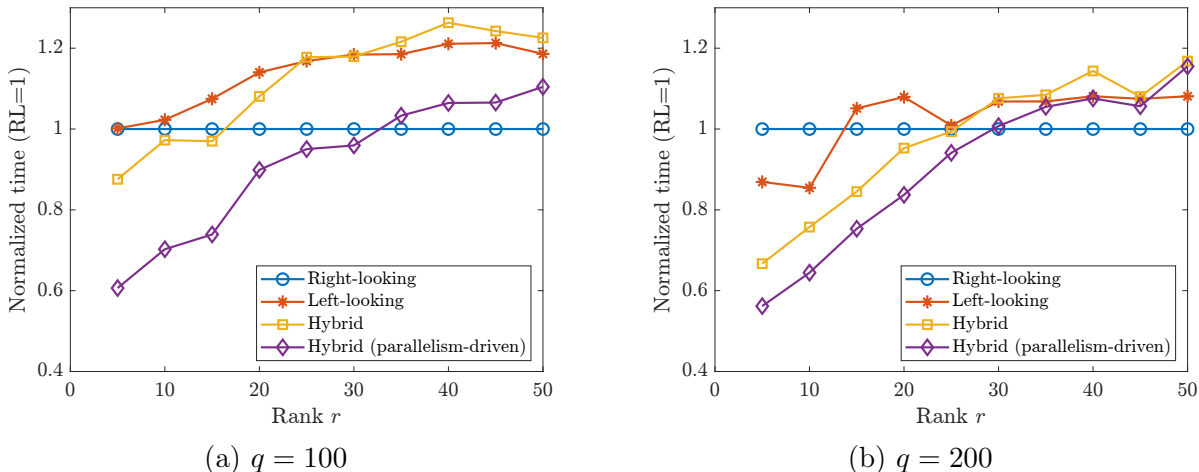 Normalized time (RL=1)
1.2
1
0.8
0.6
0.4
0
10
20
30
40
50
Rank r
Right-looking
Left-looking
Hybrid
Hybrid (parallelism-driven)
(a) q = 100
Normalized time (RL=1)
1.2
1
0.8
0.6
0.4
0
10
20
30
40
50
Rank r
Right-looking
Left-looking
Hybrid
Hybrid (parallelism-driven)
(b) q = 200